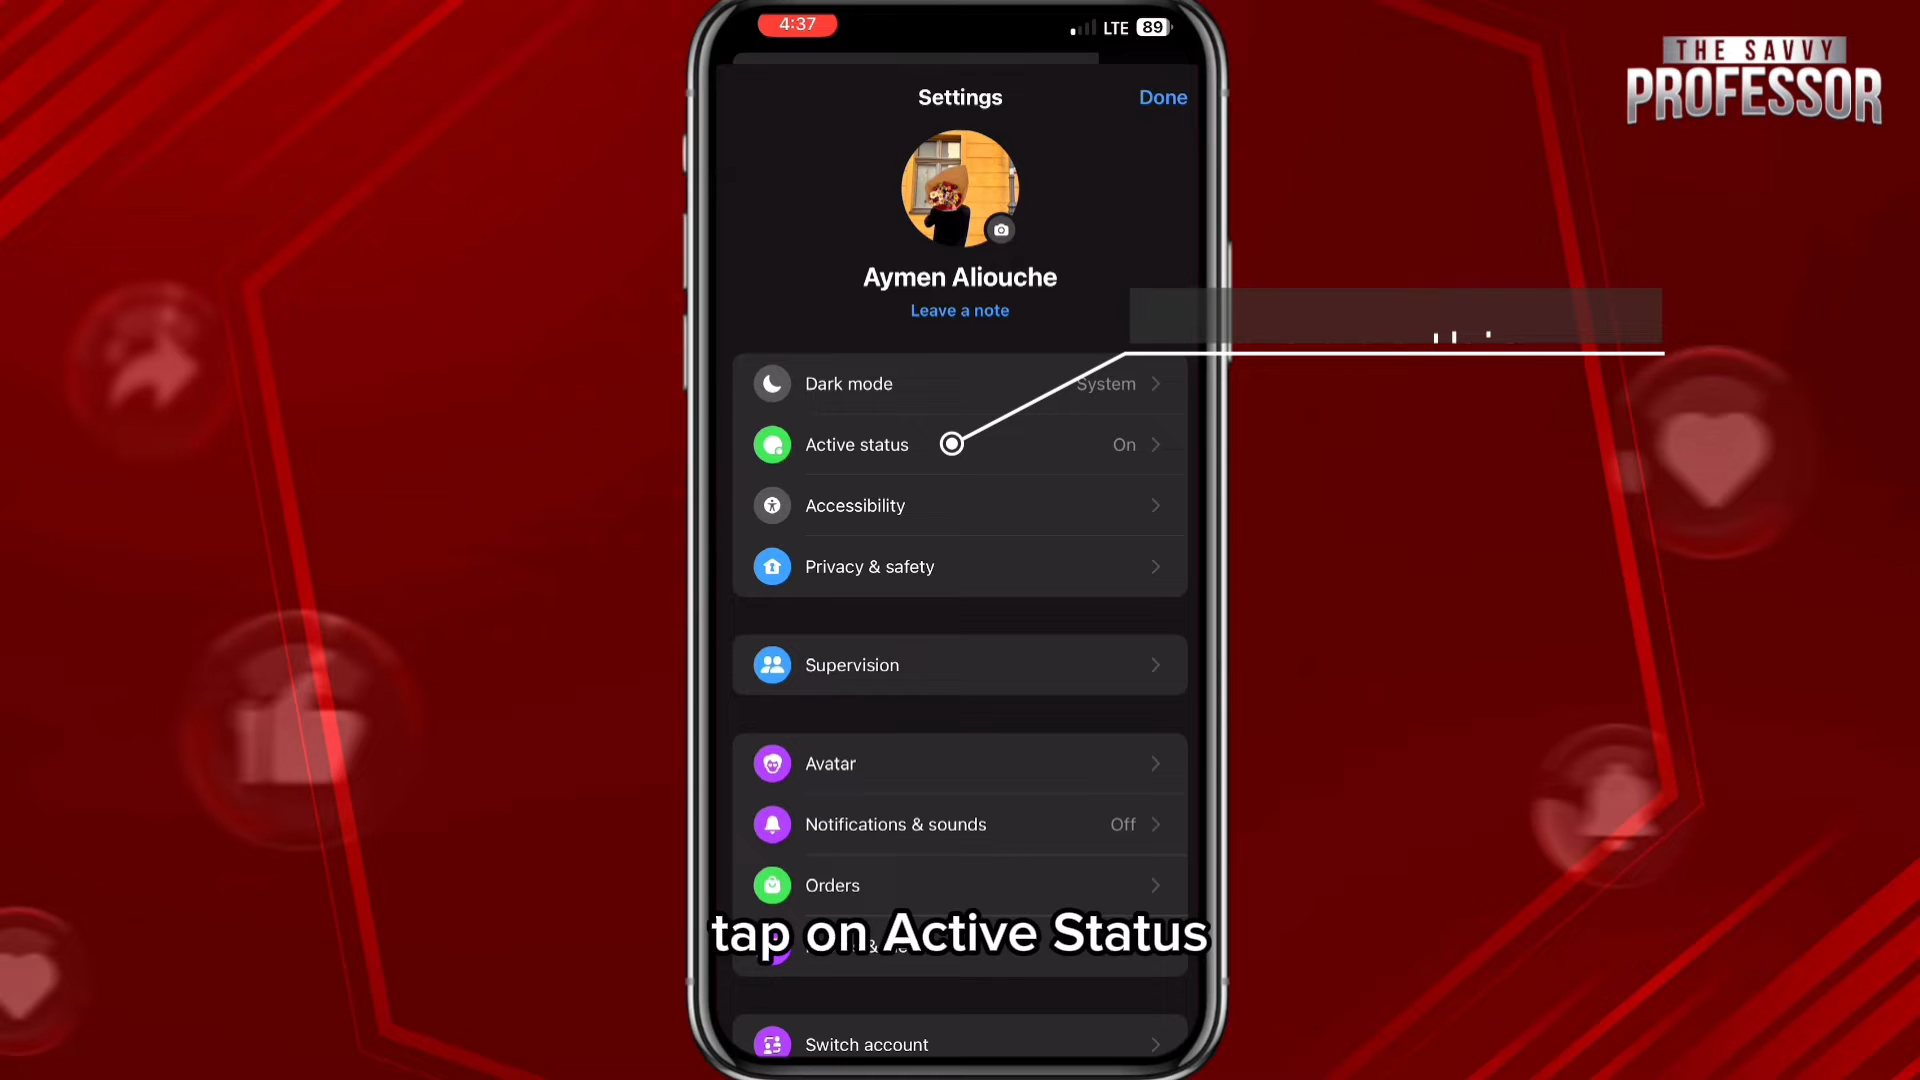 4:37
LTE 89
THE SAVVY
PROFESSOR
Settings
Done
Aymen Aliouche
Leave a note
Dark mode
System
Active status
On
Accessibility
Privacy & safety
Supervision
Avatar
Notifications & sounds
Off
Orders
tap on Active Status
Switch account